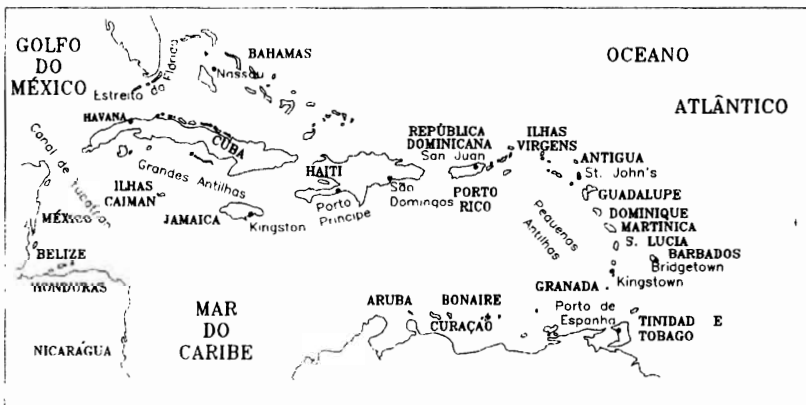 GOLFO
DO
MÉXICO
Estreito da Flórida
BAHAMAS
Nassau
OCEANO
ATLÂNTICO
HAVANA
CUBA
Canal de Yucatan
Grandes Antilhas
ILHAS
CAIMAN
JAMAICA
Kingston
HAITI
Porto
Principe
REPÚBLICA
DOMINICANA
São
Domingos
San Juan
PORTO
RICO
ILHAS
VIRGENS
ANTIGUA
St. John's
GUADALUPE
DOMINIQUE
MARTINICA
S. LUCIA
BARBADOS
Bridgetown
Kingstown
Pequenas
Antilhas
GRANADA
MÉXICO
BELIZE
HONDURAS
NICARÁGUA
MAR
DO
CARIBE
ARUBA
BONAIRE
CURAÇAO
Porto de
Espanha
TINIDAD E
TOBAGO